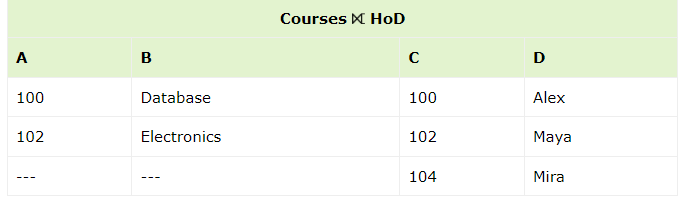 Courses ⟖ HoD
A B C D
100 Database 100 Alex
102 Electronics 102 Maya
--- --- 104 Mira